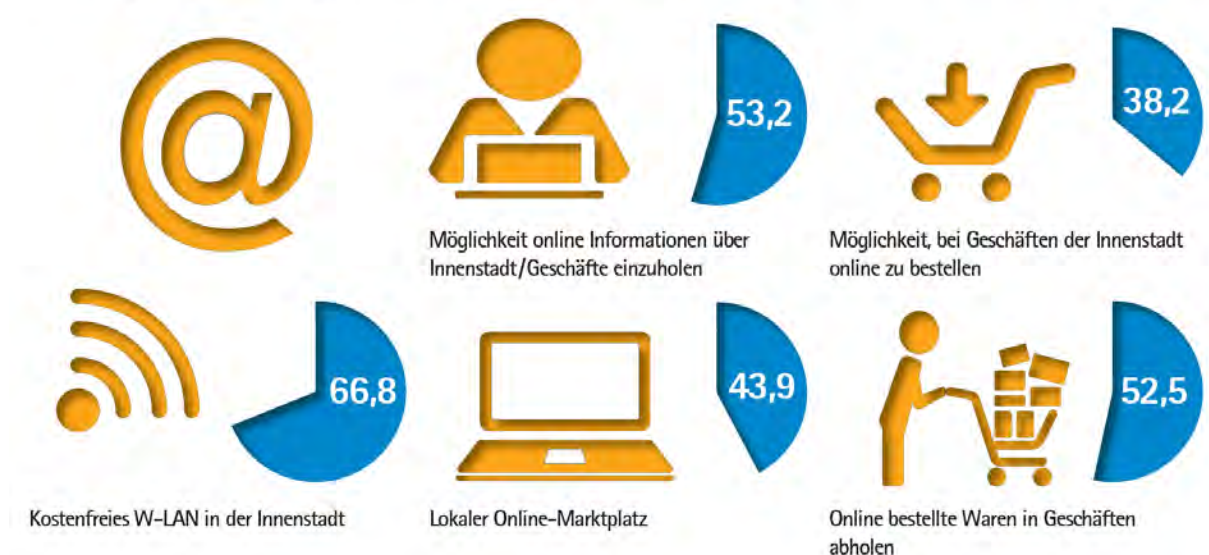 53,2
38,2
Möglichkeit online Informationen über
Innenstadt/Geschäfte einzuholen
Möglichkeit, bei Geschäften der Innenstadt
online zu bestellen
66,8
43,9
52,5
Kostenfreies W-LAN in der Innenstadt
Lokaler Online-Marktplatz
Online bestellte Waren in Geschäften
abholen